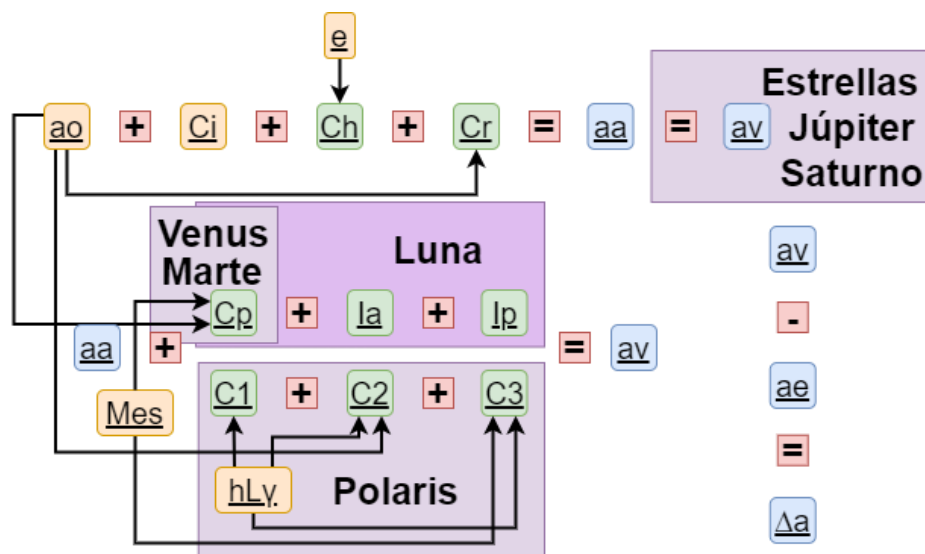 e
ao + Ci + Ch + Cr = aa = av
Estrellas
Júpiter
Saturno
Venus
Marte
Luna
Cp + Ia + Ip
aa + = av
C1 + C2 + C3
Mes
hLγ
Polaris
av
-
ae
=
Δa